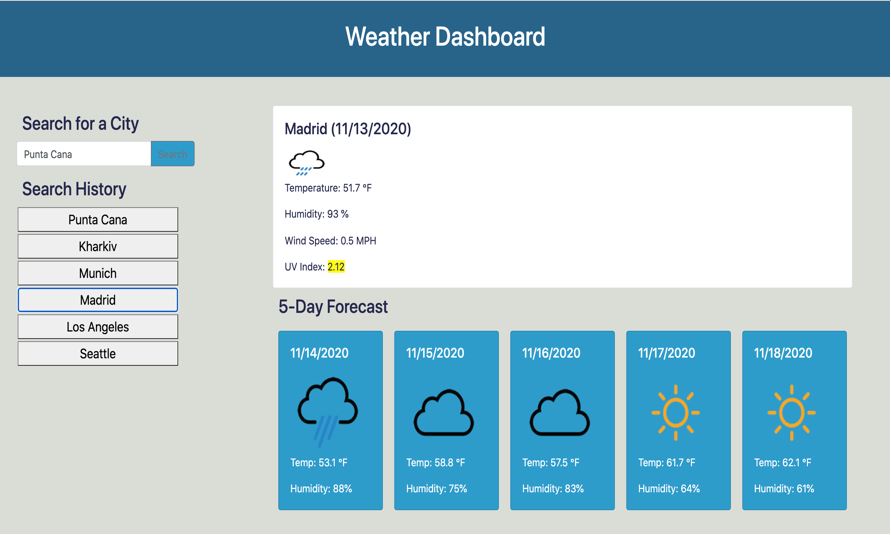 Weather Dashboard
Search for a City
Punta Cana
Search
Search History
Punta Cana
Kharkiv
Munich
Madrid
Los Angeles
Seattle
Madrid (11/13/2020)
Temperature: 51.7 °F
Humidity: 93 %
Wind Speed: 0.5 MPH
UV Index: 2.12
5-Day Forecast
11/14/2020
Temp: 53.1 °F
Humidity: 88%
11/15/2020
Temp: 58.8 °F
Humidity: 75%
11/16/2020
Temp: 57.5 °F
Humidity: 83%
11/17/2020
Temp: 61.7 °F
Humidity: 64%
11/18/2020
Temp: 62.1 °F
Humidity: 61%